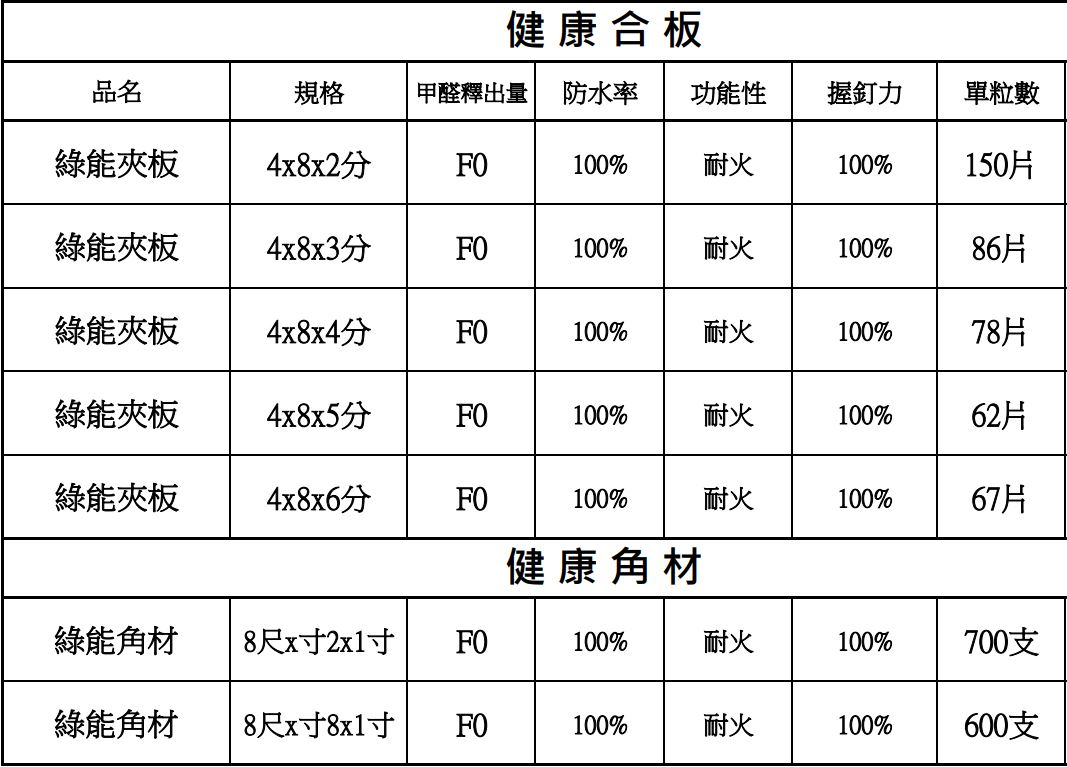 健康合板
品名 規格 甲醛釋出量 防水率 功能性 握釘力 單粒數
綠能夾板 4x8x2分 F0 100% 耐火 100% 150片
綠能夾板 4x8x3分 F0 100% 耐火 100% 86片
綠能夾板 4x8x4分 F0 100% 耐火 100% 78片
綠能夾板 4x8x5分 F0 100% 耐火 100% 62片
綠能夾板 4x8x6分 F0 100% 耐火 100% 67片
健康角材
綠能角材 8尺x寸2x1寸 F0 100% 耐火 100% 700支
綠能角材 8尺x寸8x1寸 F0 100% 耐火 100% 600支